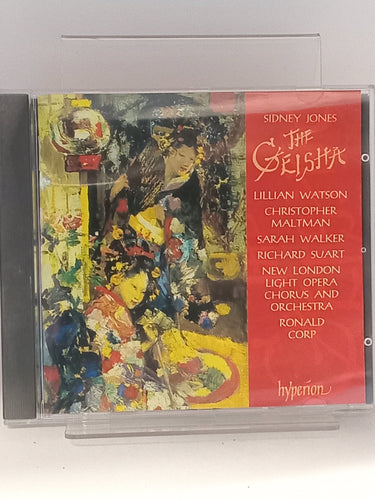 SIDNEY JONES
THE
GEISHA
LILLIAN WATSON
CHRISTOPHER
MALTMAN
SARAH WALKER
RICHARD SUART
NEW LONDON
LIGHT OPERA
CHORUS AND
ORCHESTRA
RONALD
CORP
hyperion